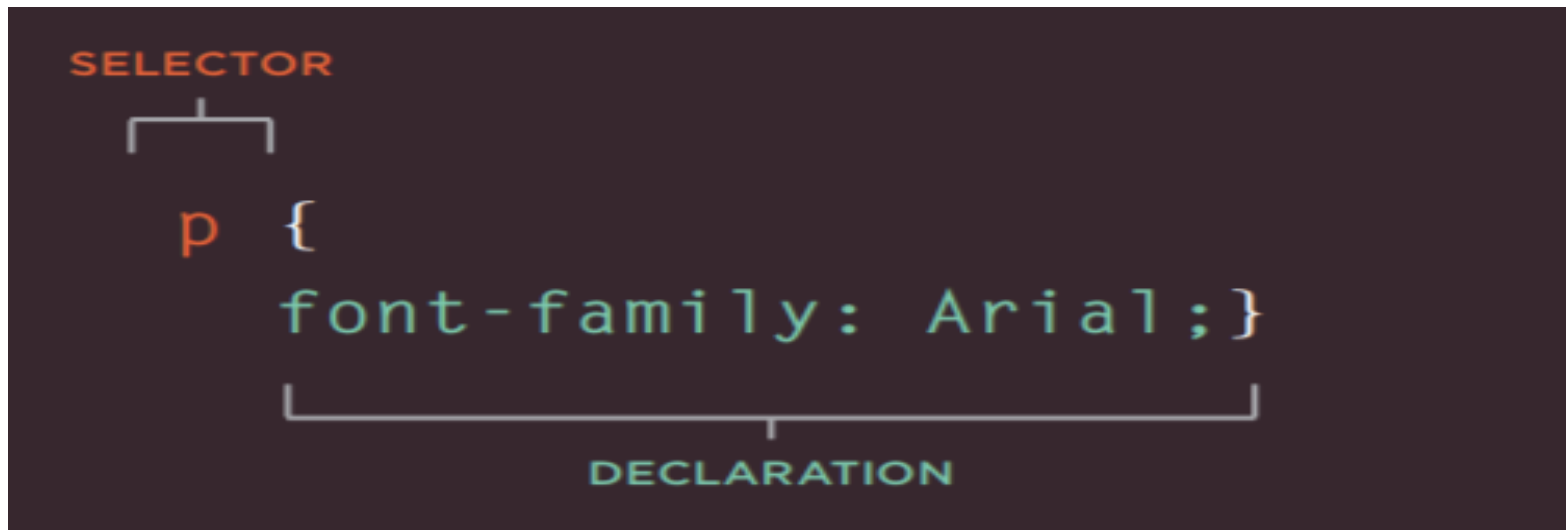 SELECTOR
p {
font-family: Arial;}
DECLARATION